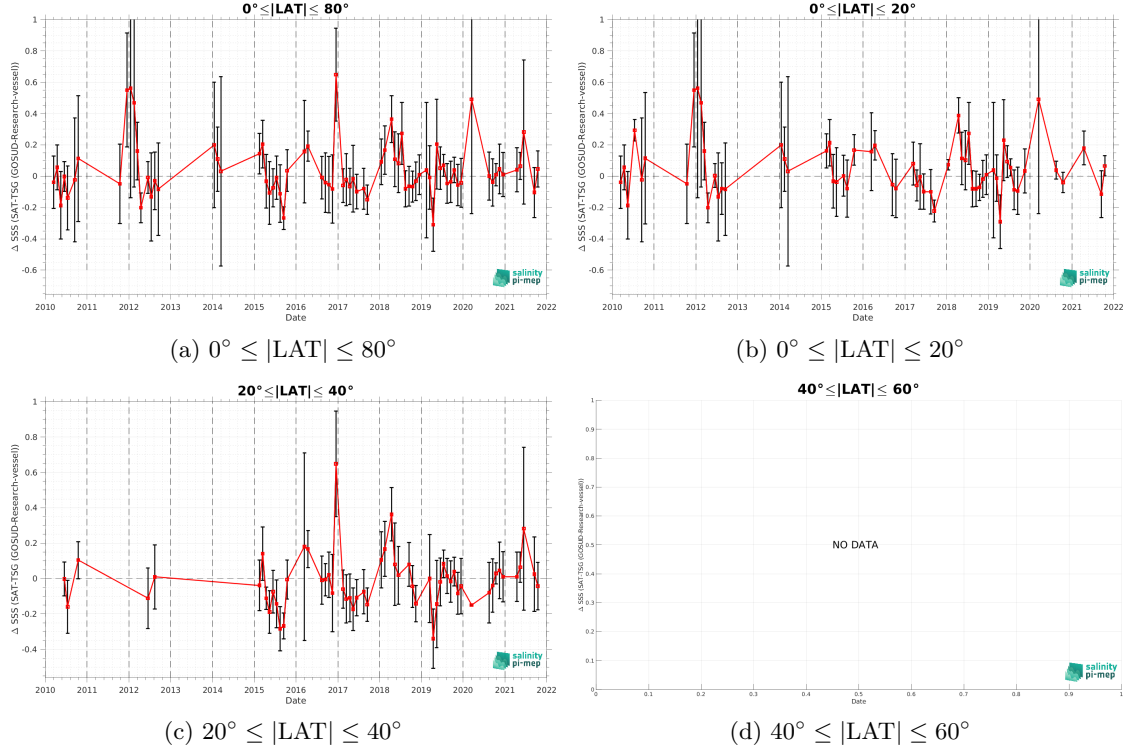 0°≤|LAT|≤ 80°
Δ SSS (SAT-TSG (GOSUD-Research-vessel))
1
0.8
0.6
0.4
0.2
0
-0.2
-0.4
-0.6
2010 2011 2012 2013 2014 2015 2016 2017 2018 2019 2020 2021 2022
Date
salinity
pi-mep
(a) 0° ≤ |LAT| ≤ 80°
0°≤|LAT|≤ 20°
Δ SSS (SAT-TSG (GOSUD-Research-vessel))
1
0.8
0.6
0.4
0.2
0
-0.2
-0.4
-0.6
2010 2011 2012 2013 2014 2015 2016 2017 2018 2019 2020 2021 2022
Date
salinity
pi-mep
(b) 0° ≤ |LAT| ≤ 20°
20°≤|LAT|≤ 40°
Δ SSS (SAT-TSG (GOSUD-Research-vessel))
1
0.8
0.6
0.4
0.2
0
-0.2
-0.4
2010 2011 2012 2013 2014 2015 2016 2017 2018 2019 2020 2021 2022
Date
salinity
pi-mep
(c) 20° ≤ |LAT| ≤ 40°
40°≤|LAT|≤ 60°
Δ SSS (SAT-TSG (GOSUD-Research-vessel))
1
0.9
0.8
0.7
0.6
0.5
0.4
0.3
0.2
0.1
0
NO DATA
0 0.1 0.2 0.3 0.4 0.5 0.6 0.7 0.8 0.9 1
Date
salinity
pi-mep
(d) 40° ≤ |LAT| ≤ 60°